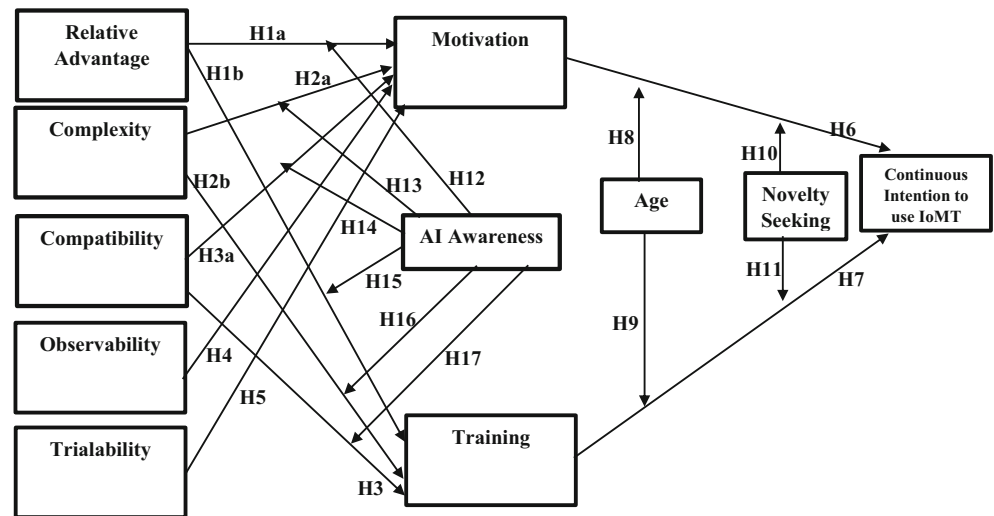 Relative
Advantage
Complexity
Compatibility
Observability
Trialability
H1a
H1b
H2a
H2b
H3a
H4
H5
H3
Motivation
AI Awareness
H12
H13
H14
H15
H16
H17
Training
H8
Age
H9
H10
Novelty
Seeking
H11
H6
H7
Continuous
Intention to
use IoMT